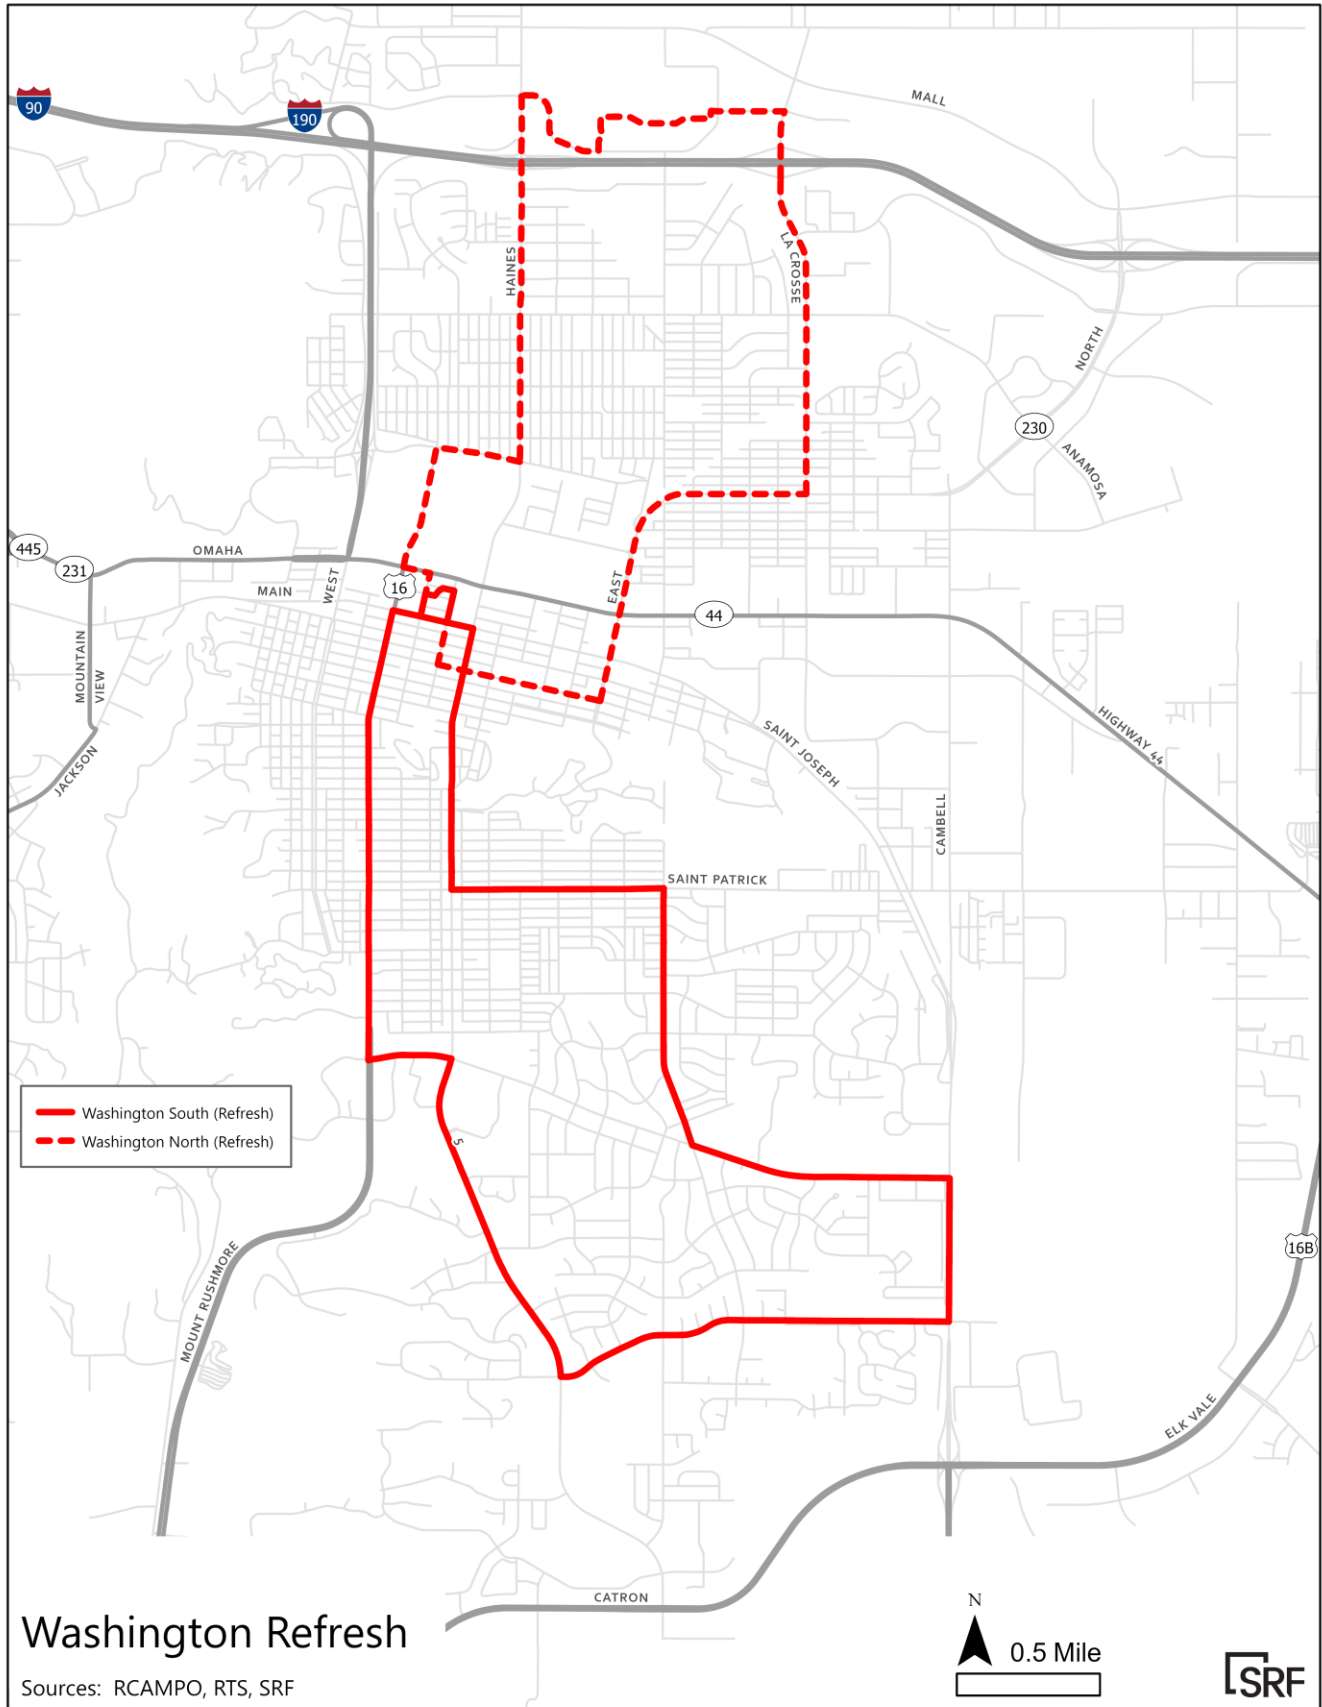 MALL
90
190
HAINES
LA CROSSE
NORTH
230
ANAMOSA
445
231
OMAHA
MAIN
WEST
16
EAST
44
MOUNTAIN
VIEW
JACKSON
SAINT JOSEPH
HIGHWAY 44
CAMBELL
SAINT PATRICK
Washington South (Refresh)
Washington North (Refresh)
5
MOUNT RUSHMORE
16B
ELK VALE
CATRON
Washington Refresh
Sources: RCAMPO, RTS, SRF
N
0.5 Mile
SRF